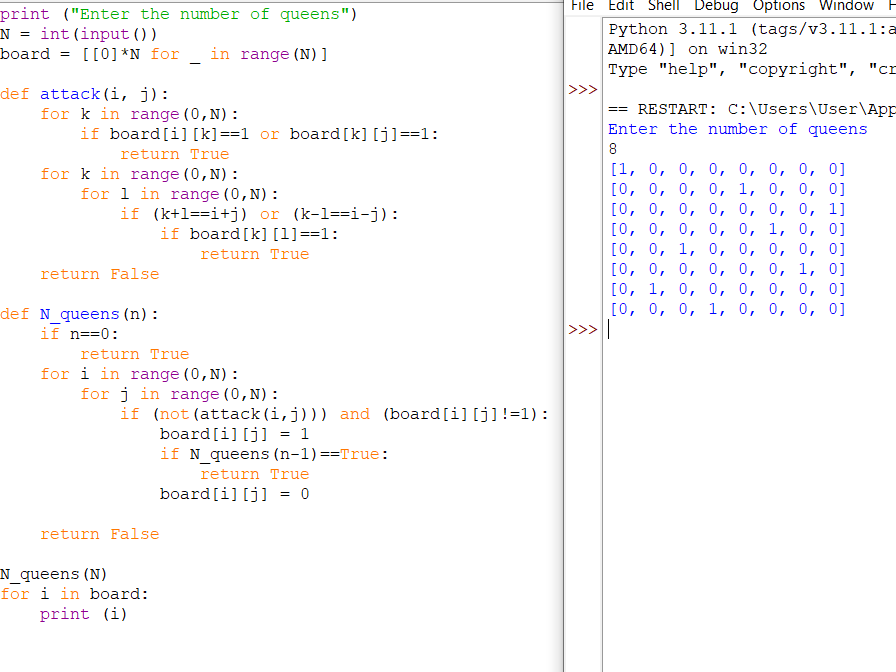 print ("Enter the number of queens")
N = int(input())
board = [[0]*N for _ in range(N)]
def attack(i, j):
    for k in range(0,N):
        if board[i][k]==1 or board[k][j]==1:
            return True
    for k in range(0,N):
        for l in range(0,N):
            if (k+l==i+j) or (k-l==i-j):
                if board[k][l]==1:
                    return True
    return False
def N_queens(n):
    if n==0:
        return True
    for i in range(0,N):
        for j in range(0,N):
            if (not(attack(i,j))) and (board[i][j]!=1):
                board[i][j] = 1
                if N_queens(n-1)==True:
                    return True
                board[i][j] = 0
    return False
N_queens(N)
for i in board:
    print (i)
File Edit Shell Debug Options Window H
Python 3.11.1 (tags/v3.11.1:a
AMD64)] on win32
Type "help", "copyright", "cr
>>>
== RESTART: C:\Users\User\App
Enter the number of queens
8
[1, 0, 0, 0, 0, 0, 0, 0]
[0, 0, 0, 0, 1, 0, 0, 0]
[0, 0, 0, 0, 0, 0, 0, 1]
[0, 0, 0, 0, 0, 1, 0, 0]
[0, 0, 1, 0, 0, 0, 0, 0]
[0, 0, 0, 0, 0, 0, 1, 0]
[0, 1, 0, 0, 0, 0, 0, 0]
[0, 0, 0, 1, 0, 0, 0, 0]
>>>